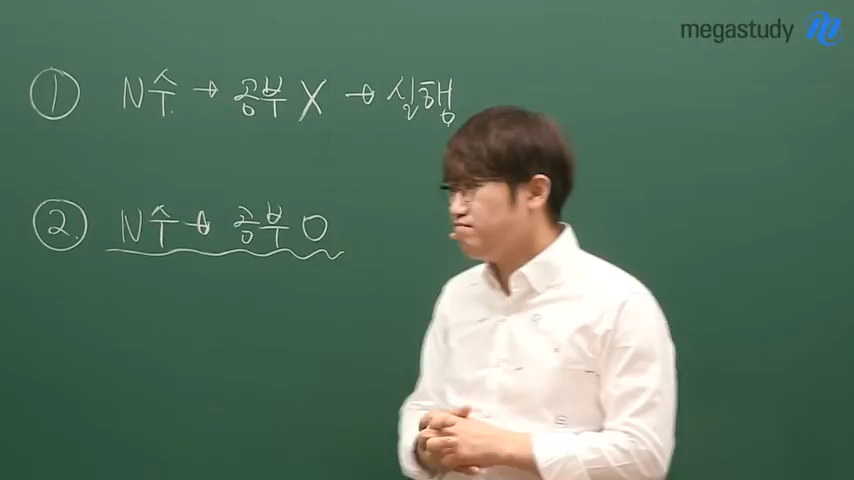 megastudy
① N수 → 공부 X → 실행
② N수 → 공부 O